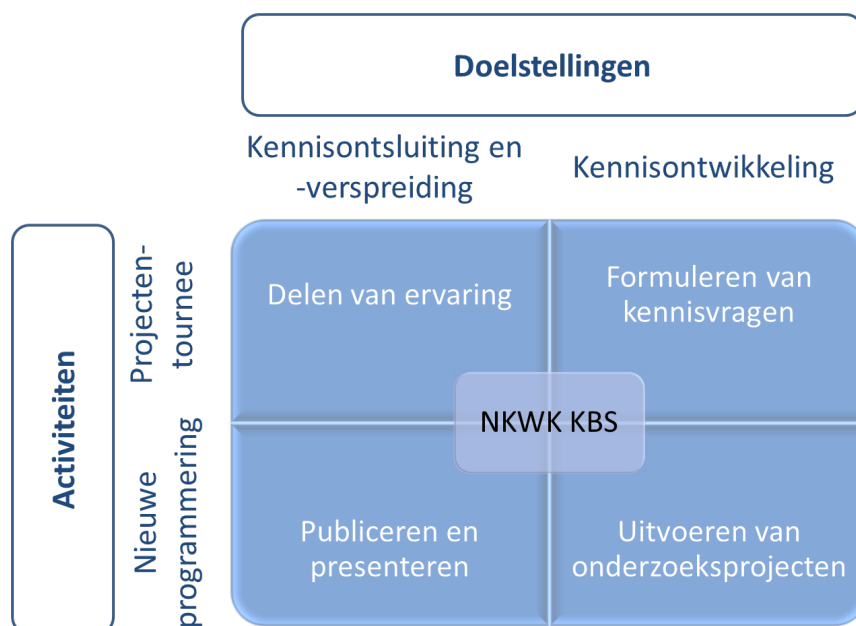 Doelstellingen
Kennisontsluiting en
-verspreiding
Kennisontwikkeling
Activiteiten
Projecten-
tournee
Delen van ervaring
Formuleren van
kennisvragen
NKWK KBS
Nieuwe
programmering
Publiceren en
presenteren
Uitvoeren van
onderzoeksprojecten